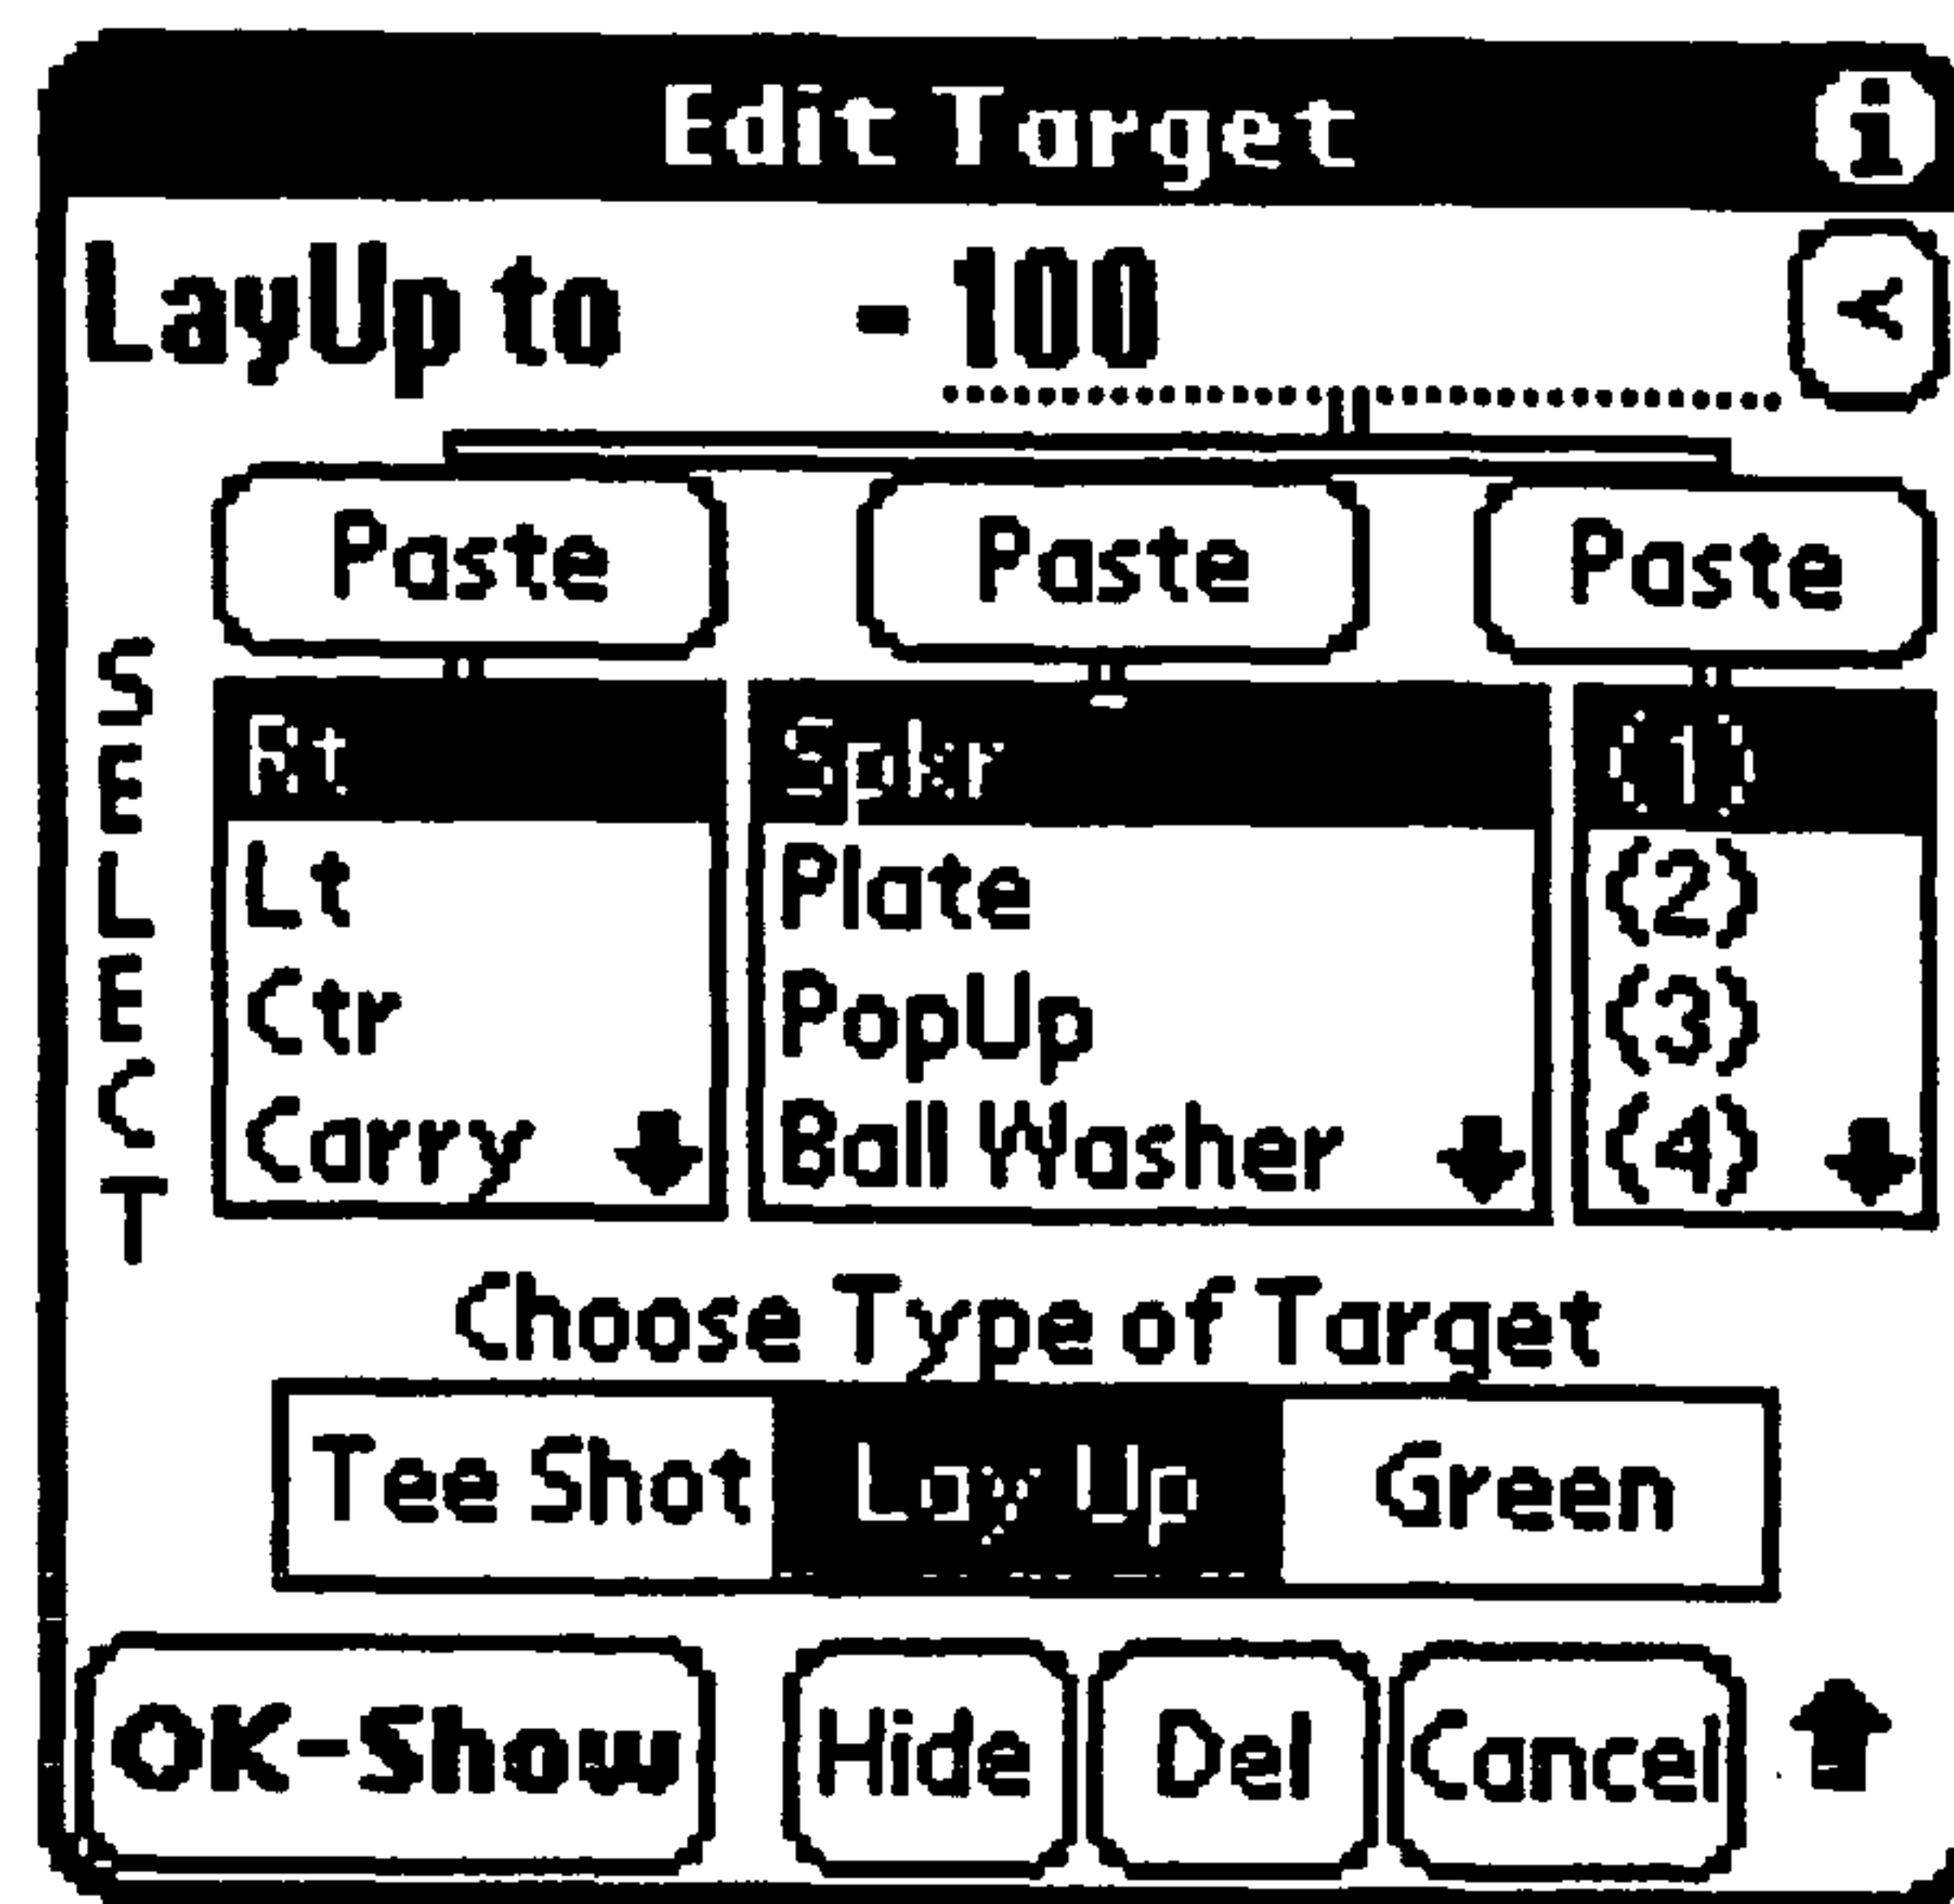 Edit Target i
LayUp to -100 <
Paste Paste Paste
SELECT
Rt Spkr (1)
Lt Plate (2)
Ctr PopUp (3)
Carry Ball Washer (4)
Choose Type of Target
Tee Shot Lay Up Green
OK-Show Hide Del Cancel